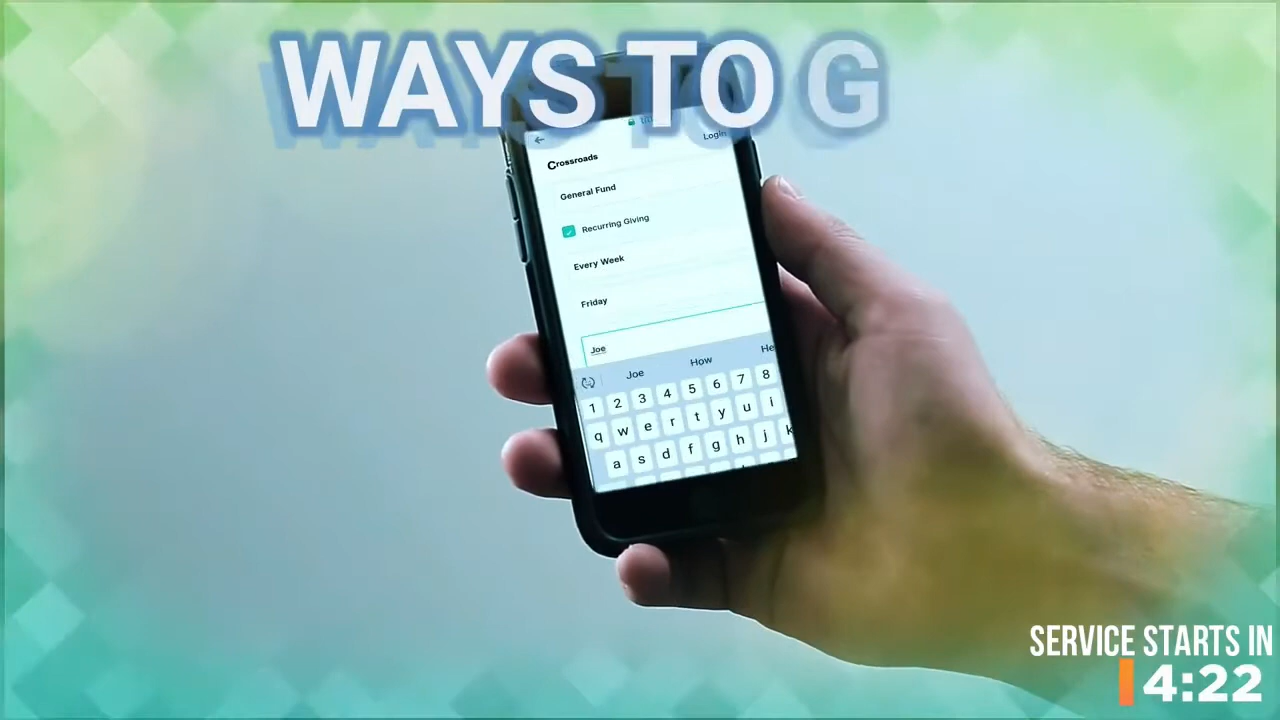 WAYS TO G
Login
Crossroads
General Fund
Recurring Giving
Every Week
Friday
Joe
Joe How He
1 2 3 4 5 6 7 8
q w e r t y u i
a s d f g h j k
SERVICE STARTS IN
4:22